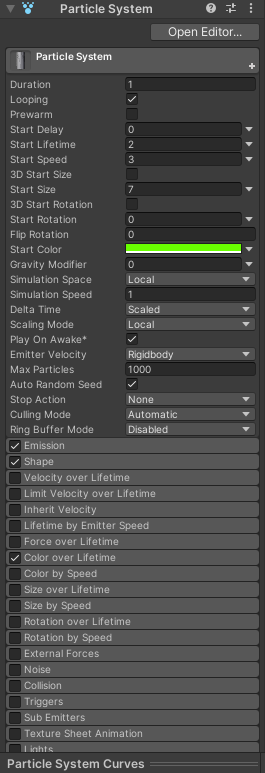 Particle System
Open Editor...
Particle System
Duration 1
Looping
Prewarm
Start Delay 0
Start Lifetime 2
Start Speed 3
3D Start Size
Start Size 7
3D Start Rotation
Start Rotation 0
Flip Rotation 0
Start Color
Gravity Modifier 0
Simulation Space Local
Simulation Speed 1
Delta Time Scaled
Scaling Mode Local
Play On Awake*
Emitter Velocity Rigidbody
Max Particles 1000
Auto Random Seed
Stop Action None
Culling Mode Automatic
Ring Buffer Mode Disabled
Emission
Shape
Velocity over Lifetime
Limit Velocity over Lifetime
Inherit Velocity
Lifetime by Emitter Speed
Force over Lifetime
Color over Lifetime
Color by Speed
Size over Lifetime
Size by Speed
Rotation over Lifetime
Rotation by Speed
External Forces
Noise
Collision
Triggers
Sub Emitters
Texture Sheet Animation
Lights
Particle System Curves